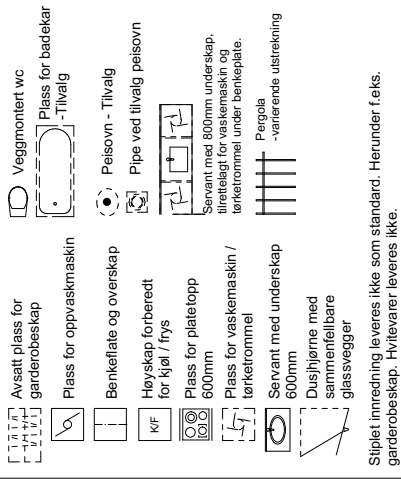 Avsatt plass for
garderobeskap
Plass for oppvaskmaskin
Benkeflate og overskap
K/F
Høyskap forberedt
for kjøl / frys
Plass for platetopp
600mm
Plass for vaskemaskin /
tørketrommel
Servant med underskap
600mm
Dusjhjørne med
sammenfellbare
glassvegger
Veggmontert wc
Plass for badekar
-Tilvalg
Peisovn - Tilvalg
Pipe ved tilvalg peisovn
Servant med 800mm underskap,
tilrettelagt for vaskemaskin og
tørketrommel under benkeplate.
Pergola
-varierende utstrekning
Stiplet innredning leveres ikke som standard. Herunder f.eks.
garderobeskap. Hvitevarer leveres ikke.